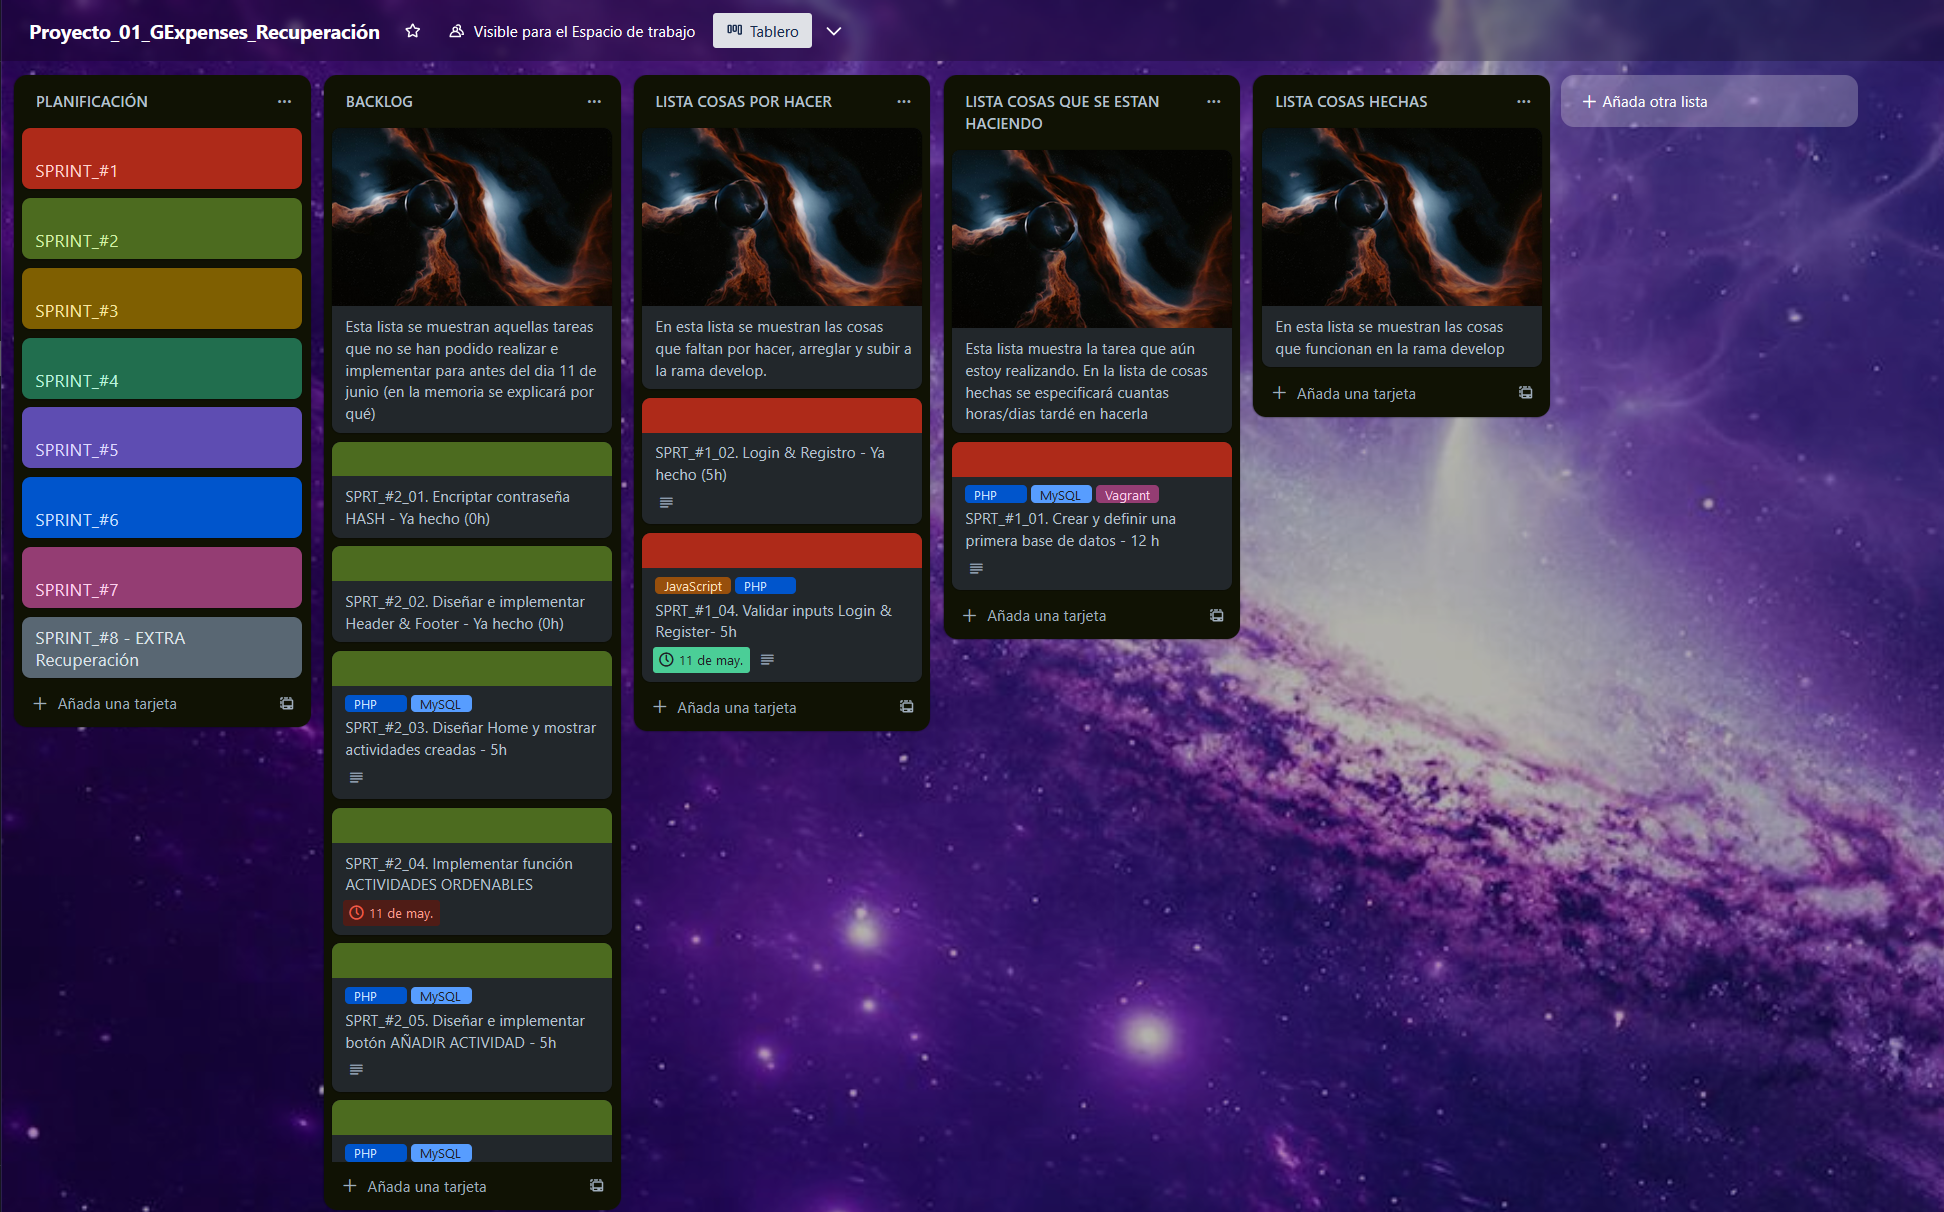 Proyecto_01_GExpenses_Recuperación
Visible para el Espacio de trabajo
Tablero
PLANIFICACIÓN
SPRINT_#1
SPRINT_#2
SPRINT_#3
SPRINT_#4
SPRINT_#5
SPRINT_#6
SPRINT_#7
SPRINT_#8 - EXTRA
Recuperación
Añada una tarjeta
BACKLOG
Esta lista se muestran aquellas tareas
que no se han podido realizar e
implementar para antes del dia 11 de
junio (en la memoria se explicará por
qué)
SPRT_#2_01. Encriptar contraseña
HASH - Ya hecho (0h)
SPRT_#2_02. Diseñar e implementar
Header & Footer - Ya hecho (0h)
PHP MySQL
SPRT_#2_03. Diseñar Home y mostrar
actividades creadas - 5h
SPRT_#2_04. Implementar función
ACTIVIDADES ORDENABLES
11 de may.
PHP MySQL
SPRT_#2_05. Diseñar e implementar
botón AÑADIR ACTIVIDAD - 5h
PHP MySQL
Añada una tarjeta
LISTA COSAS POR HACER
En esta lista se muestran las cosas
que faltan por hacer, arreglar y subir a
la rama develop.
SPRT_#1_02. Login & Registro - Ya
hecho (5h)
JavaScript PHP
SPRT_#1_04. Validar inputs Login &
Register- 5h
11 de may.
Añada una tarjeta
LISTA COSAS QUE SE ESTAN
HACIENDO
Esta lista muestra la tarea que aún
estoy realizando. En la lista de cosas
hechas se especificará cuantas
horas/dias tardé en hacerla
PHP MySQL Vagrant
SPRT_#1_01. Crear y definir una
primera base de datos - 12 h
Añada una tarjeta
LISTA COSAS HECHAS
En esta lista se muestran las cosas
que funcionan en la rama develop
Añada una tarjeta
Añada otra lista